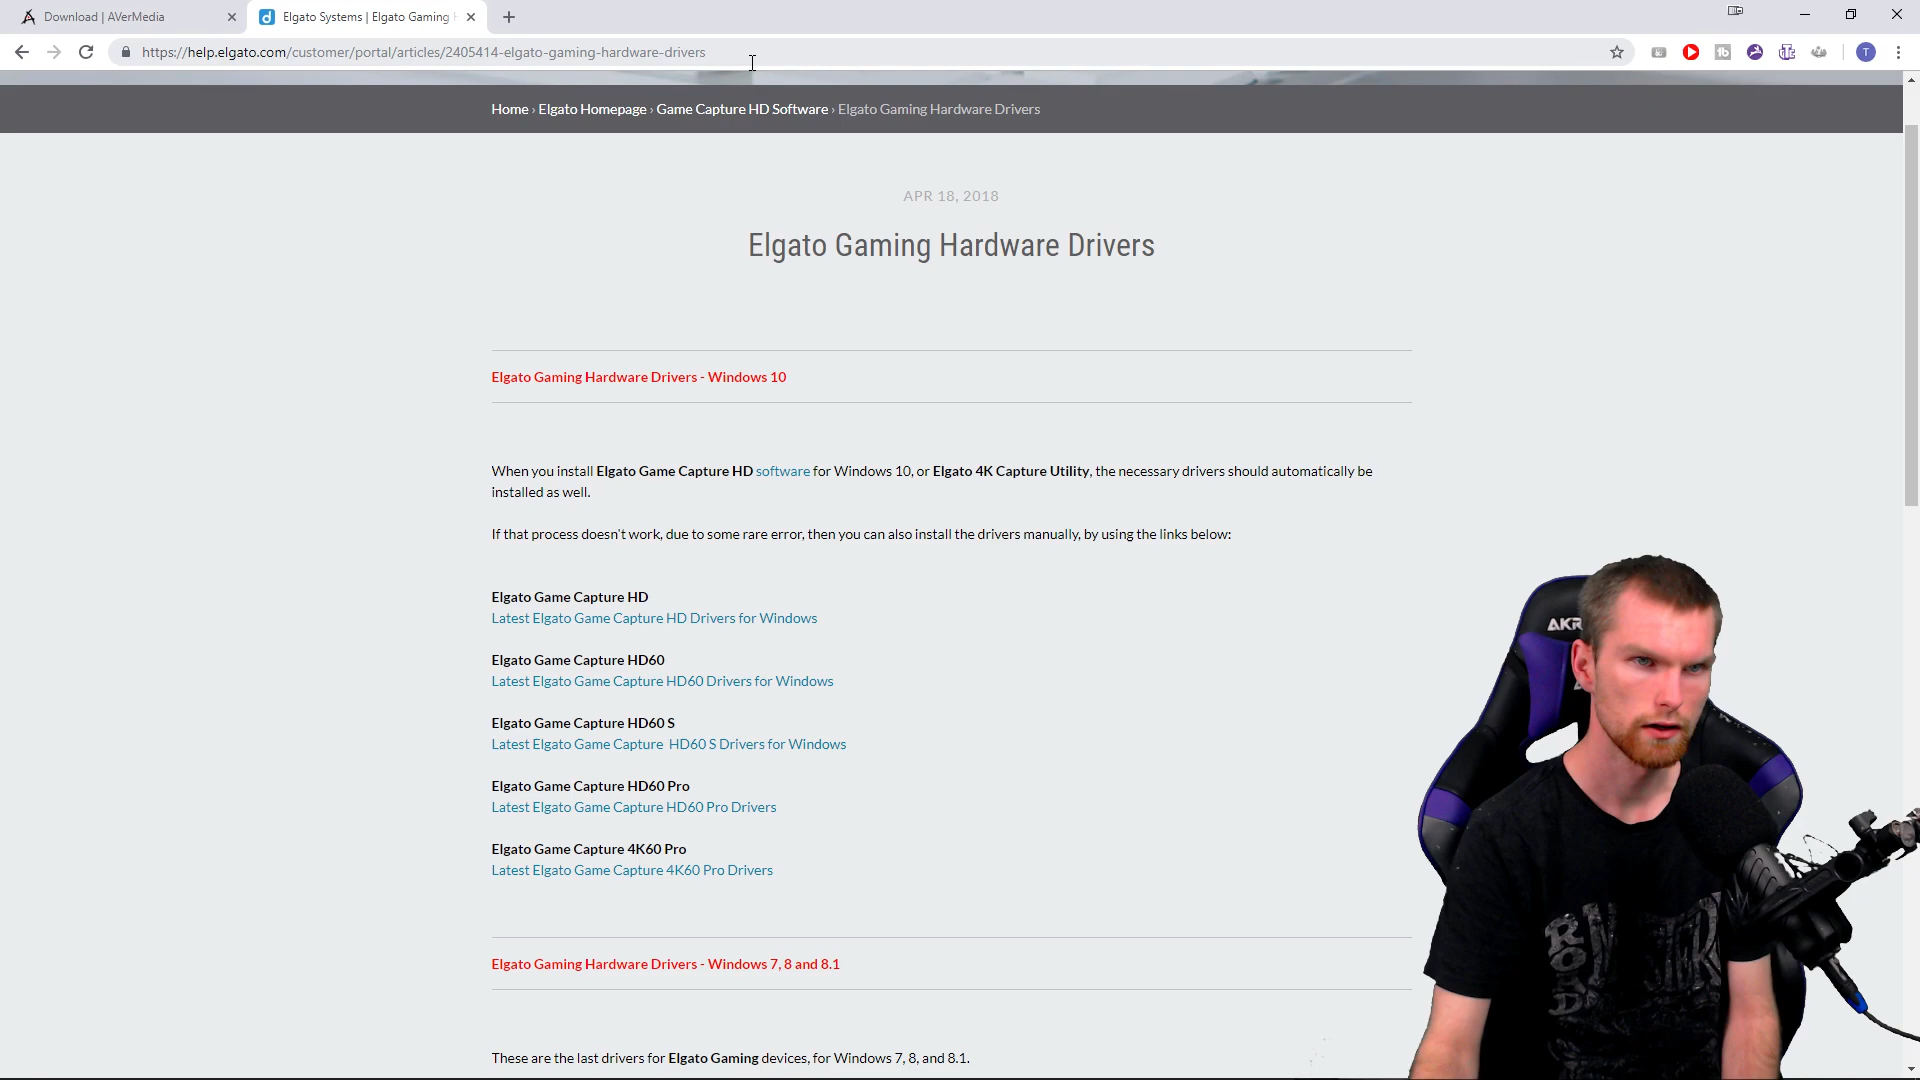 Download | AVerMedia
Elgato Systems | Elgato Gaming
https://help.elgato.com/customer/portal/articles/2405414-elgato-gaming-hardware-drivers
T
Home › Elgato Homepage › Game Capture HD Software › Elgato Gaming Hardware Drivers
APR 18, 2018
Elgato Gaming Hardware Drivers
Elgato Gaming Hardware Drivers - Windows 10
When you install Elgato Game Capture HD software for Windows 10, or Elgato 4K Capture Utility, the necessary drivers should automatically be
installed as well.
If that process doesn't work, due to some rare error, then you can also install the drivers manually, by using the links below:
Elgato Game Capture HD
Latest Elgato Game Capture HD Drivers for Windows
Elgato Game Capture HD60
Latest Elgato Game Capture HD60 Drivers for Windows
Elgato Game Capture HD60 S
Latest Elgato Game Capture  HD60 S Drivers for Windows
Elgato Game Capture HD60 Pro
Latest Elgato Game Capture HD60 Pro Drivers
Elgato Game Capture 4K60 Pro
Latest Elgato Game Capture 4K60 Pro Drivers
Elgato Gaming Hardware Drivers - Windows 7, 8 and 8.1
These are the last drivers for Elgato Gaming devices, for Windows 7, 8, and 8.1.